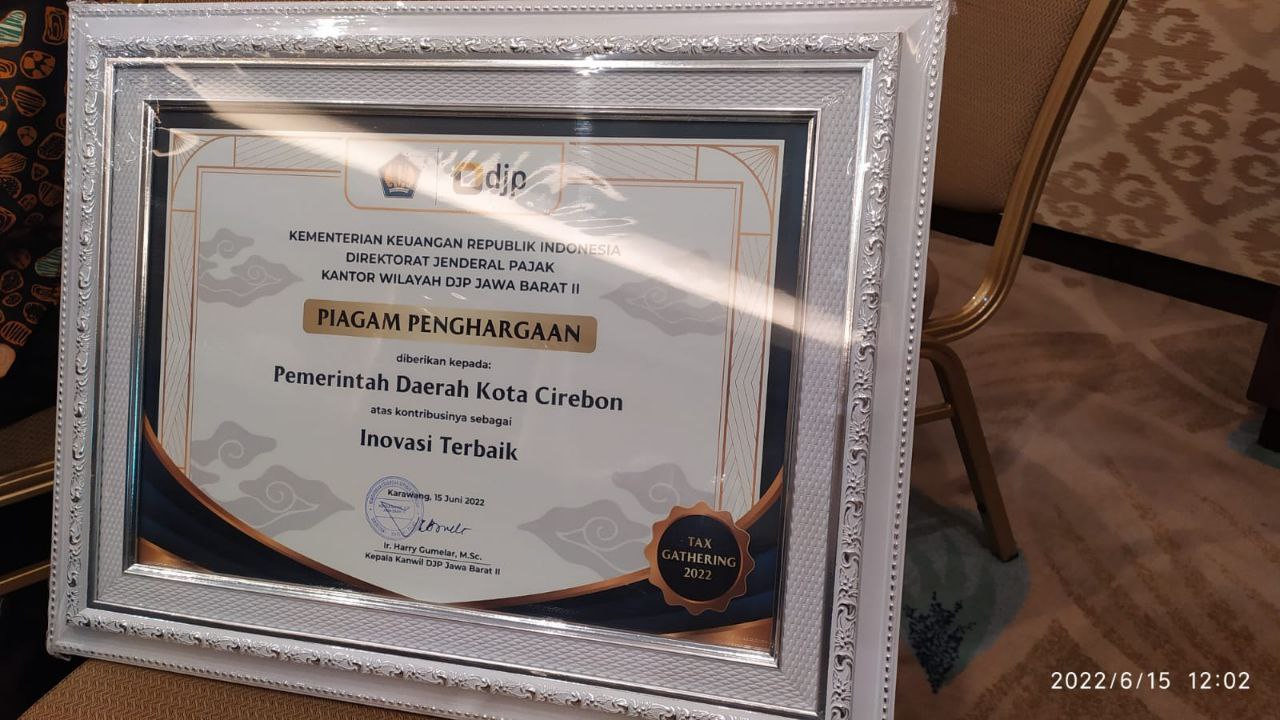 djp
KEMENTERIAN KEUANGAN REPUBLIK INDONESIA
DIREKTORAT JENDERAL PAJAK
KANTOR WILAYAH DJP JAWA BARAT II
PIAGAM PENGHARGAAN
diberikan kepada:
Pemerintah Daerah Kota Cirebon
atas kontribusinya sebagai
Inovasi Terbaik
Karawang, 15 Juni 2022
Ir. Harry Gumelar, M.Sc.
Kepala Kanwil DJP Jawa Barat II
TAX
GATHERING
2022
2022/6/15 12:02